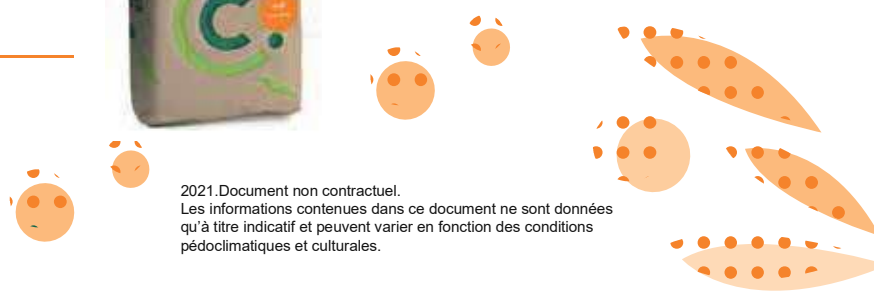 C.
2021.Document non contractuel.
Les informations contenues dans ce document ne sont données
qu’à titre indicatif et peuvent varier en fonction des conditions
pédoclimatiques et culturales.